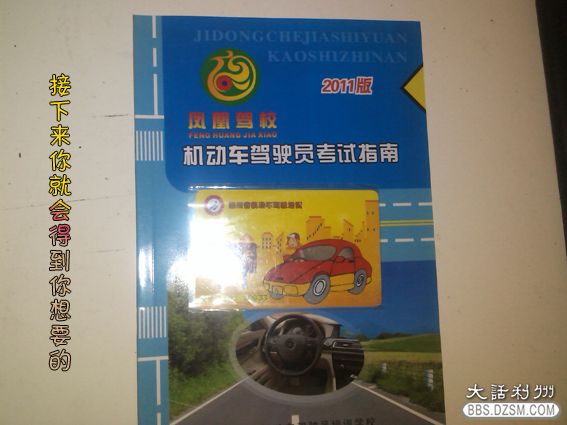 JIDONGCHEJIASHIYUAN
KAOSHIZHINAN
2011版
凤凰驾校
FENG HUANG JIA XIAO
机动车驾驶员考试指南
接下来你就会得到你想要的
大话利州
BBS.DZSM.COM